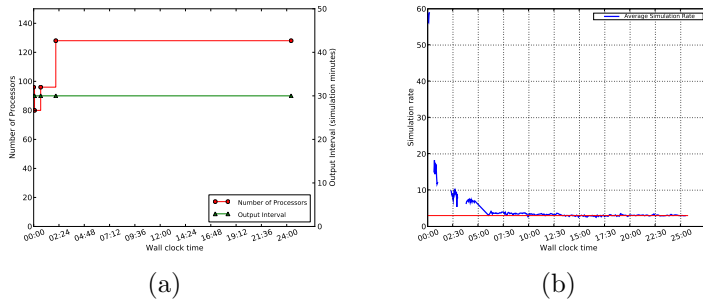 140
120
100
80
60
40
20
0
Number of Processors
50
40
30
20
10
0
Output Interval (simulation minutes)
Number of Processors
Output Interval
00:00 02:24 04:48 07:12 09:36 12:00 14:24 16:48 19:12 21:36 24:00
Wall clock time
(a)
60
50
40
30
20
10
0
Simulation rate
Average Simulation Rate
00:00 02:30 05:00 07:30 10:00 12:30 15:00 17:30 20:00 22:30 25:00
Wall clock time
(b)